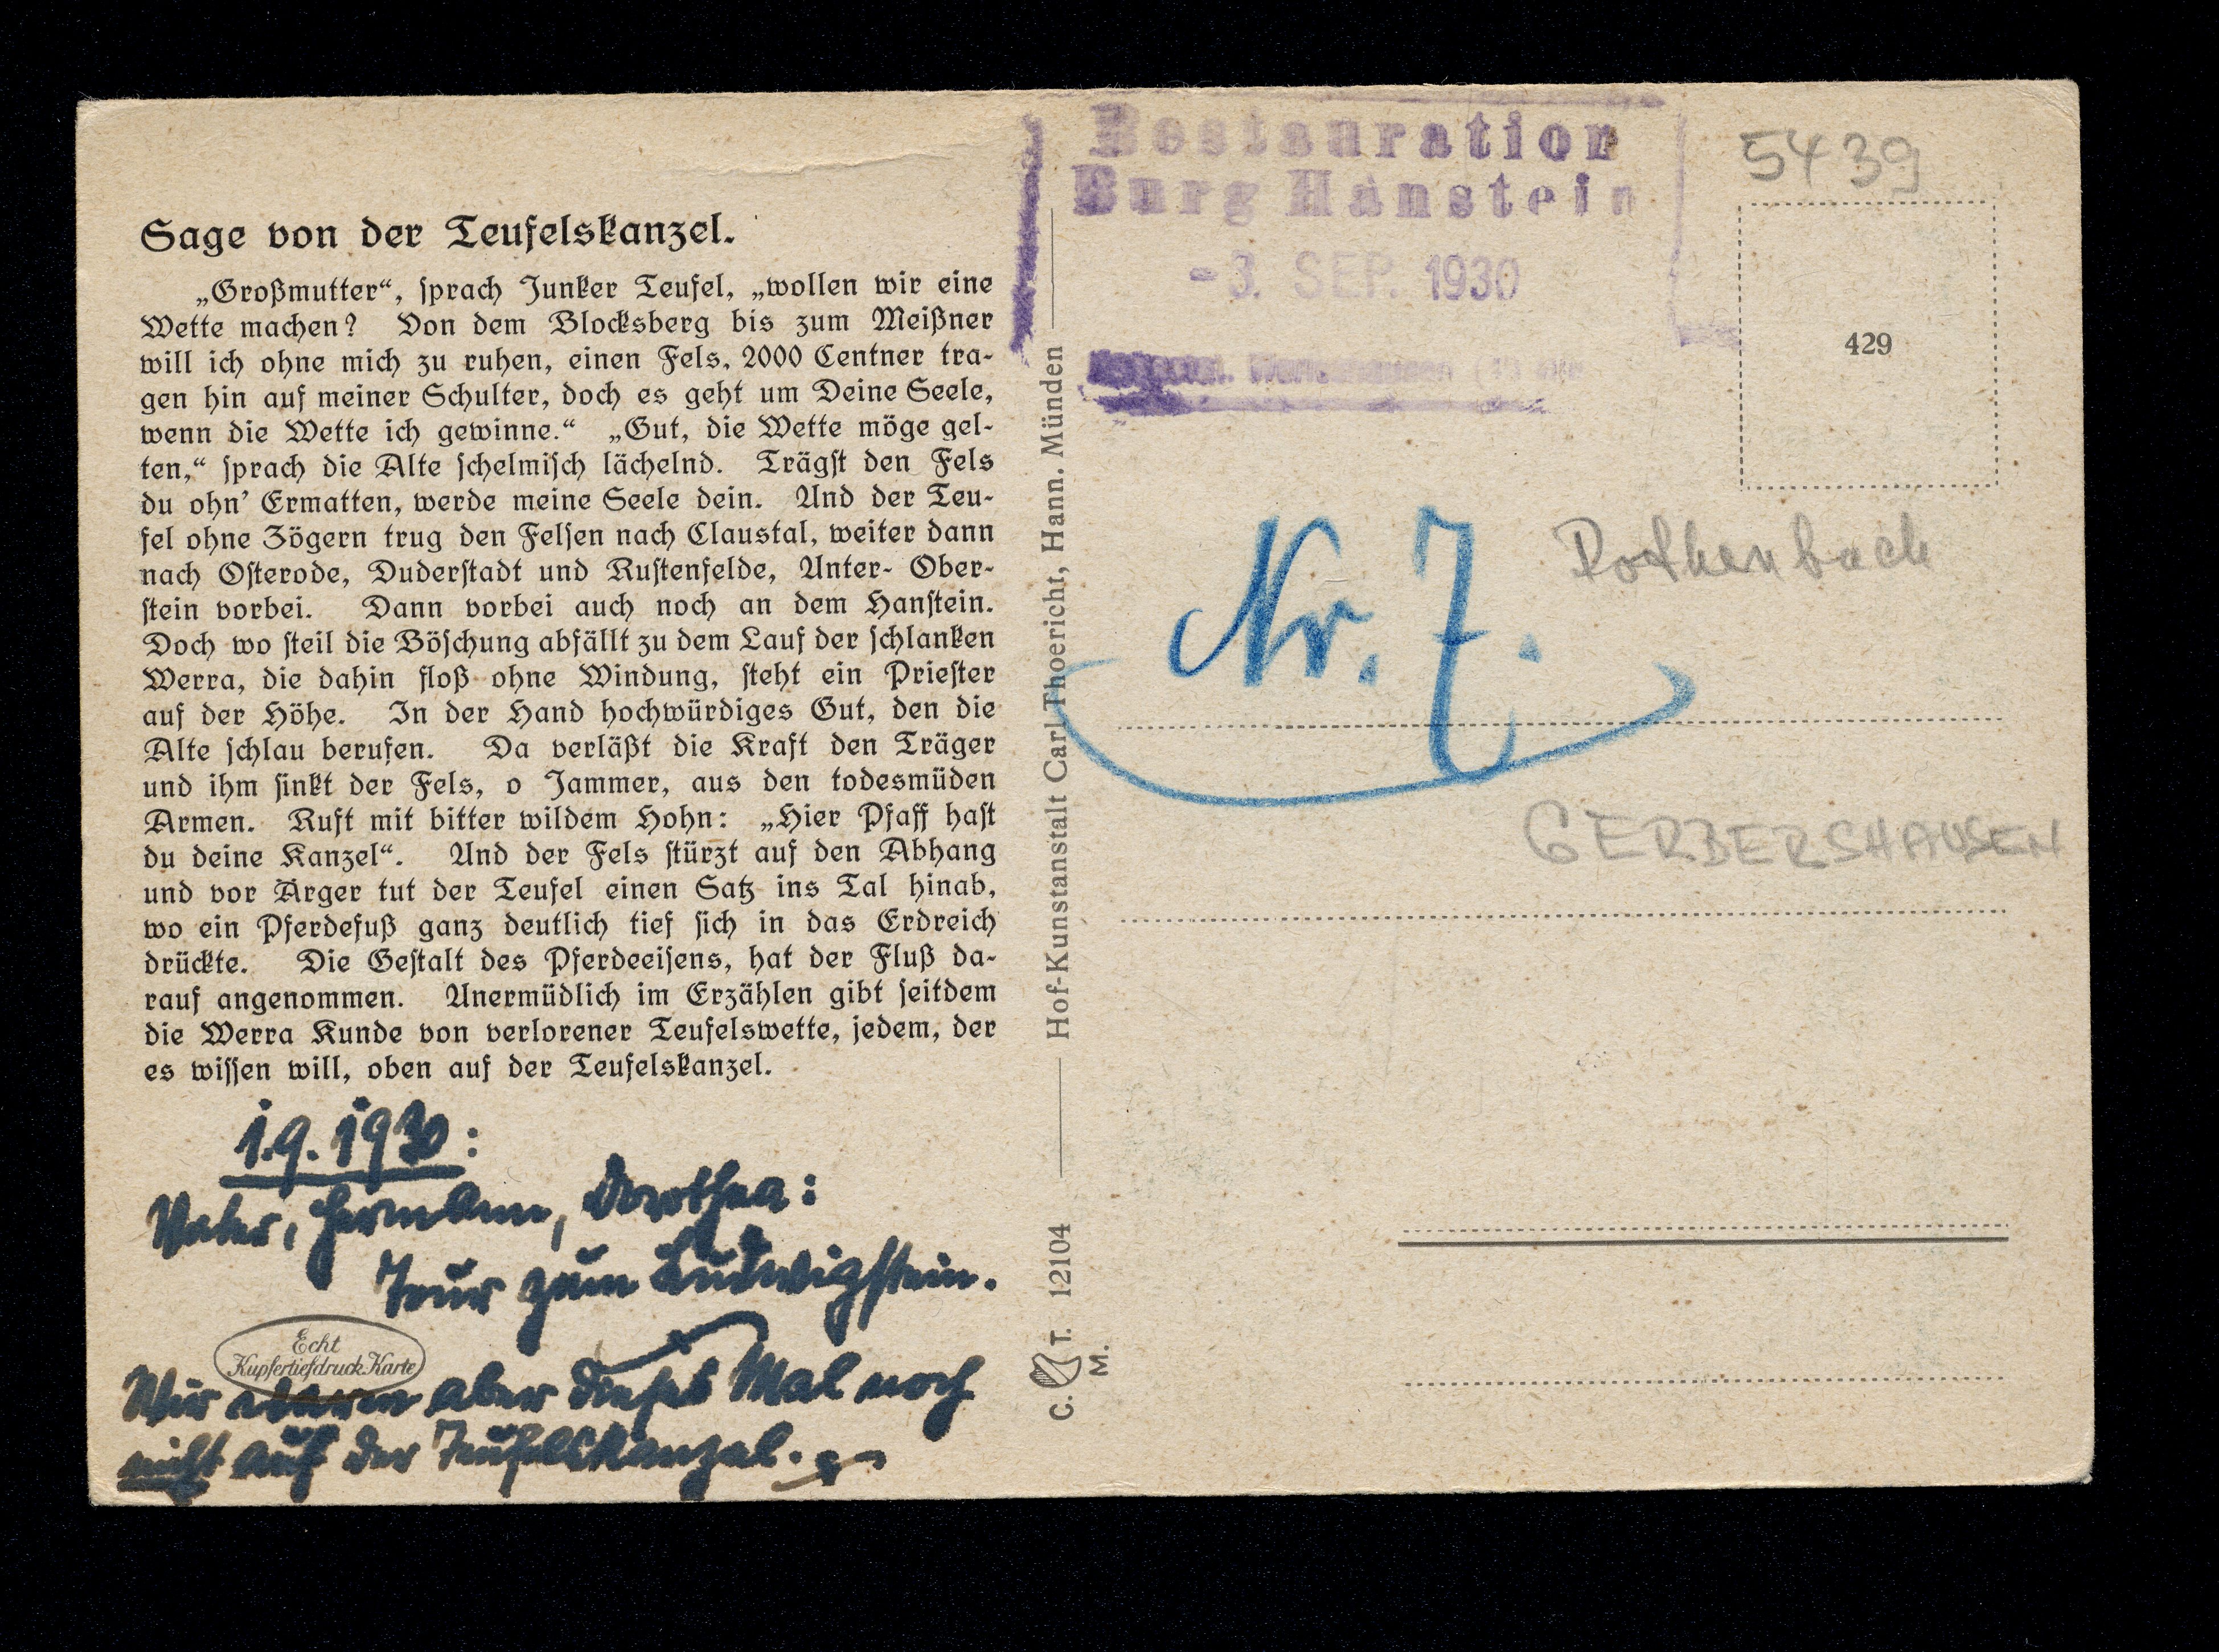 Sage von der Teufelskanzel.
„Großmutter“, sprach Junker Teufel, „wollen wir eine
Wette machen? Von dem Blocksberg bis zum Meißner
will ich ohne mich zu ruhen, einen Fels, 2000 Centner tra-
gen hin auf meiner Schulter, doch es geht um Deine Seele,
wenn die Wette ich gewinne.“ „Gut, die Wette möge gel-
ten,“ sprach die Alte schelmisch lächelnd. Trägst den Fels
du ohn’ Ermatten, werde meine Seele dein. Und der Teu-
fel ohne Zögern trug den Felsen nach Claustal, weiter dann
nach Osterode, Duderstadt und Rustenfelde, Unter- Ober-
stein vorbei. Dann vorbei auch noch an dem Hanstein.
Doch wo steil die Böschung abfällt zu dem Lauf der schlanken
Werra, die dahin floß ohne Windung, steht ein Priester
auf der Höhe. In der Hand hochwürdiges Gut, den die
Alte schlau berufen. Da verläßt die Kraft den Träger
und ihm sinkt der Fels, o Jammer, aus den todesmüden
Armen. Ruft mit bitter wildem Hohn: „Hier Pfaff hast
du deine Kanzel“. Und der Fels stürzt auf den Abhang
und vor Ärger tut der Teufel einen Satz ins Tal hinab,
wo ein Pferdefuß ganz deutlich tief sich in das Erdreich
drückte. Die Gestalt des Pferdeeisens, hat der Fluß da-
rauf angenommen. Unermüdlich im Erzählen gibt seitdem
die Werra Kunde von verlorener Teufelswette, jedem, der
es wissen will, oben auf der Teufelskanzel.
1.9.1930:
Vater, Hermann, Dorothea:
Tour zum Ludwigstein.
Echt
Kupfertiefdruck-Karte
Wir waren aber dieses Mal noch
nicht auf der Teufelskanzel.
Hof-Kunstanstalt Carl Thoericht, Hann. Münden
C. T. 12104
M.
Restauration
Burg Hanstein
-3. SEP. 1930
5439
429
Nr. 7.
Rothenbach
GERBERSHAUSEN